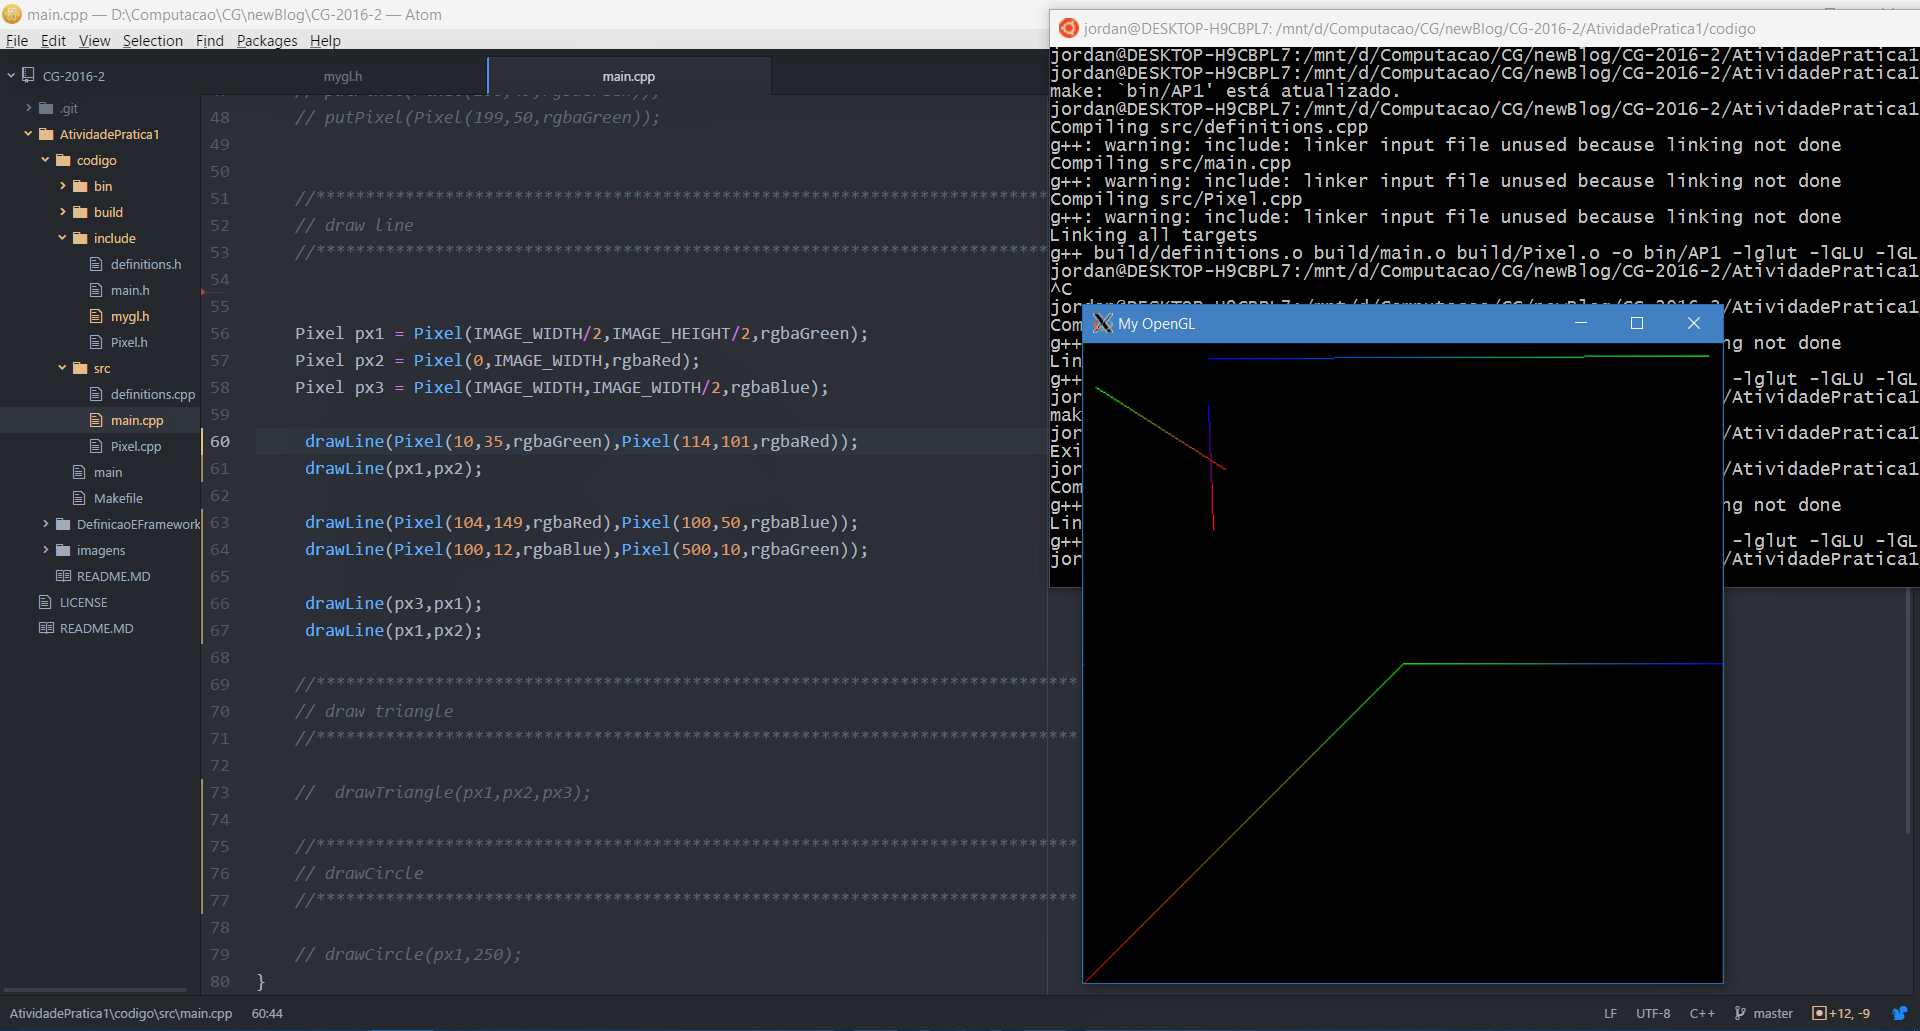 main.cpp — D:\Computacao\CG\newBlog\CG-2016-2 — Atom
File Edit View Selection Find Packages Help
CG-2016-2
.git
AtividadePratica1
codigo
bin
build
include
definitions.h
main.h
mygl.h
Pixel.h
src
definitions.cpp
main.cpp
Pixel.cpp
main
Makefile
DefinicaoEFramework
imagens
README.MD
LICENSE
README.MD
mygl.h
main.cpp
48 // putPixel(Pixel(199,50,rgbaGreen));
49
50
51 //*****************************************************************************
52 // draw line
53 //*****************************************************************************
54
55
56 Pixel px1 = Pixel(IMAGE_WIDTH/2,IMAGE_HEIGHT/2,rgbaGreen);
57 Pixel px2 = Pixel(0,IMAGE_WIDTH,rgbaRed);
58 Pixel px3 = Pixel(IMAGE_WIDTH,IMAGE_WIDTH/2,rgbaBlue);
59
60 drawLine(Pixel(10,35,rgbaGreen),Pixel(114,101,rgbaRed));
61 drawLine(px1,px2);
62
63 drawLine(Pixel(104,149,rgbaRed),Pixel(100,50,rgbaBlue));
64 drawLine(Pixel(100,12,rgbaBlue),Pixel(500,10,rgbaGreen));
65
66 drawLine(px3,px1);
67 drawLine(px1,px2);
68
69 //*****************************************************************************
70 // draw triangle
71 //*****************************************************************************
72
73 // drawTriangle(px1,px2,px3);
74
75 //*****************************************************************************
76 // drawCircle
77 //*****************************************************************************
78
79 // drawCircle(px1,250);
80 }
jordan@DESKTOP-H9CBPL7: /mnt/d/Computacao/CG/newBlog/CG-2016-2/AtividadePratica1/codigo
jordan@DESKTOP-H9CBPL7:/mnt/d/Computacao/CG/newBlog/CG-2016-2/AtividadePratica1
jordan@DESKTOP-H9CBPL7:/mnt/d/Computacao/CG/newBlog/CG-2016-2/AtividadePratica1
make: `bin/AP1' está atualizado.
jordan@DESKTOP-H9CBPL7:/mnt/d/Computacao/CG/newBlog/CG-2016-2/AtividadePratica1
Compiling src/definitions.cpp
g++: warning: include: linker input file unused because linking not done
Compiling src/main.cpp
g++: warning: include: linker input file unused because linking not done
Compiling src/Pixel.cpp
g++: warning: include: linker input file unused because linking not done
Linking all targets
g++ build/definitions.o build/main.o build/Pixel.o -o bin/AP1 -lglut -lGLU -lGL
jordan@DESKTOP-H9CBPL7:/mnt/d/Computacao/CG/newBlog/CG-2016-2/AtividadePratica1
^C
My OpenGL
Com
g++ ng not done
Lin
g++ -lglut -lGLU -lGL
jor /AtividadePratica1
mak
jor /AtividadePratica1
Exi
jor /AtividadePratica1
Com
g++ ng not done
Lin
g++ -lglut -lGLU -lGL
jor /AtividadePratica1
AtividadePratica1\codigo\src\main.cpp 60:44
LF UTF-8 C++ master +12, -9